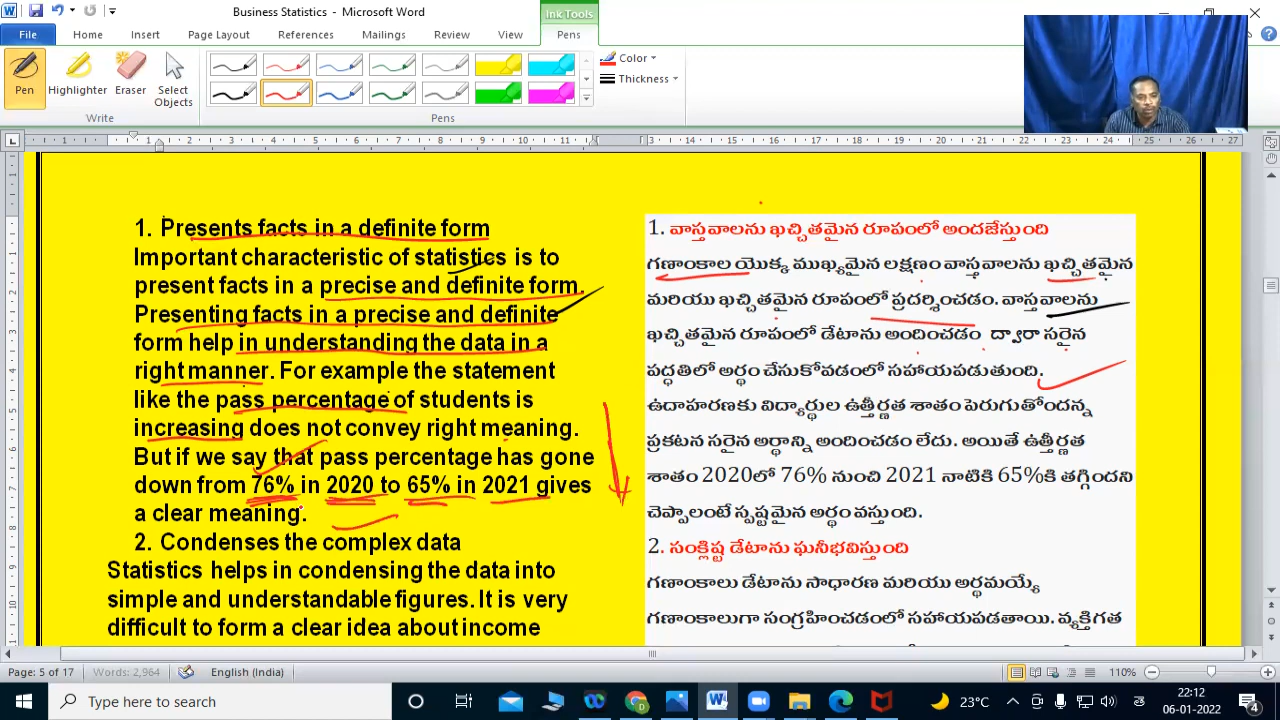 Business Statistics - Microsoft Word
Ink Tools
File
Home
Insert
Page Layout
References
Mailings
Review
View
Pens
Pen
Highlighter
Eraser
Select Objects
Color
Thickness
Write
Pens
1. Presents facts in a definite form
Important characteristic of statistics is to
present facts in a precise and definite form.
Presenting facts in a precise and definite
form help in understanding the data in a
right manner. For example the statement
like the pass percentage of students is
increasing does not convey right meaning.
But if we say that pass percentage has gone
down from 76% in 2020 to 65% in 2021 gives
a clear meaning.
2. Condenses the complex data
Statistics helps in condensing the data into
simple and understandable figures. It is very
difficult to form a clear idea about income
1. వాస్తవాలను ఖచ్చితమైన రూపంలో అందజేస్తుంది
గణాంకాల యొక్క ముఖ్యమైన లక్షణం వాస్తవాలను ఖచ్చితమైన
మరియు ఖచ్చితమైన రూపంలో ప్రదర్శించడం. వాస్తవాలను
ఖచ్చితమైన రూపంలో డేటాను అందించడం ద్వారా సరైన
పద్ధతిలో అర్థం చేసుకోవడంలో సహాయపడుతుంది.
ఉదాహరణకు విద్యార్థుల ఉత్తీర్ణత శాతం పెరుగుతోందన్న
ప్రకటన సరైన అర్థాన్ని అందించడం లేదు. అయితే ఉత్తీర్ణత
శాతం 2020లో 76% నుంచి 2021 నాటికి 65%కి తగ్గిందని
చెప్పాలంటే స్పష్టమైన అర్థం వస్తుంది.
2. సంక్లిష్ట డేటాను ఘనీభవిస్తుంది
గణాంకాలు డేటాను సాధారణ మరియు అర్థమయ్యే
గణాంకాలుగా సంగ్రహించడంలో సహాయపడతాయి. వ్యక్తిగత
Page: 5 of 17
Words: 2,964
English (India)
110%
Type here to search
23°C
22:12
06-01-2022